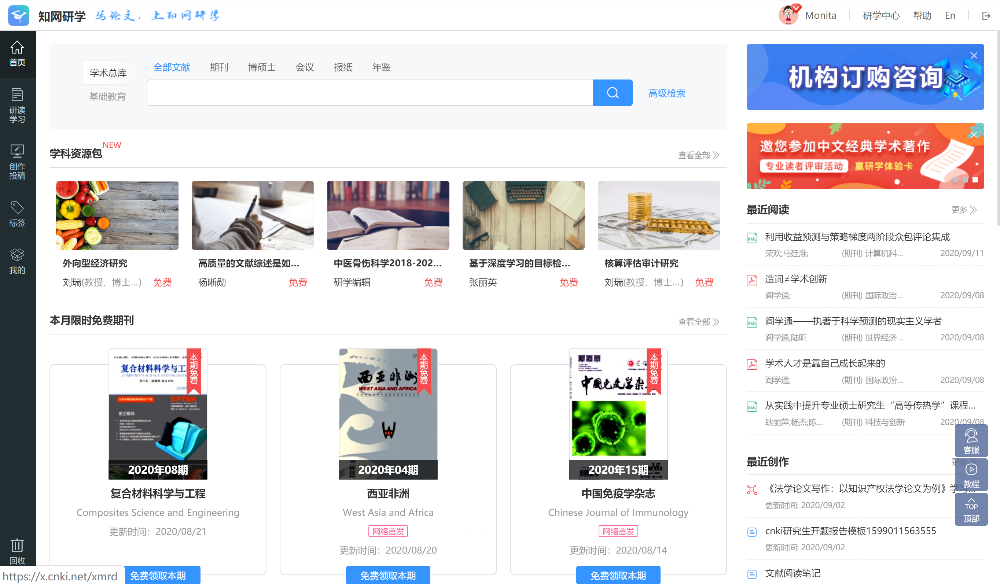 知网研学
写论文，上知网研学
Monita
研学中心
帮助
En
首页
研读
学习
创作
投稿
标签
我的
回收
学术总库
基础教育
全部文献 期刊 博硕士 会议 报纸 年鉴
高级检索
学科资源包 NEW
查看全部
外向型经济研究
刘瑞(教授、博士...) 免费
高质量的文献综述是如...
杨晰勋 免费
中医骨伤科学2018-202...
研学编辑 免费
基于深度学习的目标检...
张丽英 免费
核算评估审计研究
刘瑞(教授、博士...) 免费
本月限时免费期刊
查看全部
复合材料科学与工
COMPOSITES SCIENCE AND ENGINEER
EPTEK
航空模具
本期免费
2020年08期
复合材料科学与工程
Composites Science and Engineering
更新时间：2020/08/21
免费领取本期
西亚非洲
WEST ASIA AND AFRICA
本期免费
2020年04期
西亚非洲
West Asia and Africa
网络首发
更新时间：2020/08/20
免费领取本期
中国免疫学杂
ZHONG GUO MIAN YI XUE ZA ZHI
本期免费
2020年15期
中国免疫学杂志
Chinese Journal of Immunology
网络首发
更新时间：2020/08/14
免费领取本期
机构订购咨询
邀您参加中文经典学术著作
专业读者评审活动 赢研学体验卡
最近阅读
更多
XML
利用收益预测与策略梯度两阶段众包评论集成
荣欢;马廷淮; (期刊) 计算机科... 2020/09/11
造词≠学术创新
阎学通; (期刊) 国际政治... 2020/09/08
XML
阎学通——执著于科学预测的现实主义学者
阎学通,陆昕 (期刊) 世界经济... 2020/09/08
学术人才是靠自己成长起来的
阎学通; (期刊) 国际政治... 2020/09/08
XML
从实践中提升专业硕士研究生“高等传热学”课程...
耿丽萍;杨杰;陈... (期刊) 科技与创新 2020/09/08
最近创作
更多
《法学论文写作：以知识产权法学论文为例》学习...
更新时间: 2020/09/02
cnki研究生开题报告模板1599011563555
更新时间: 2020/09/02
文献阅读笔记
客服
教程
TOP
顶部
https://x.cnki.net/xmrd